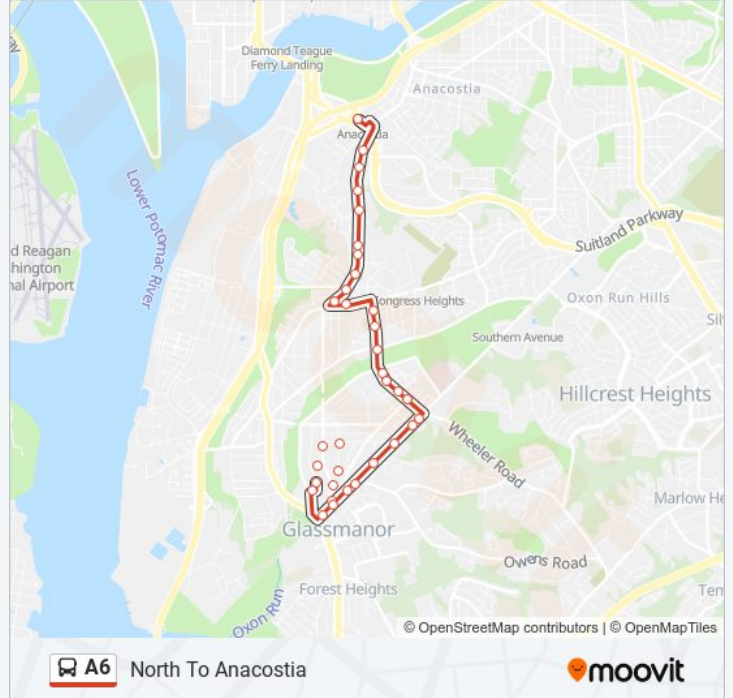 Diamond Teague
Ferry Landing
Anacostia
Lower Potomac River
d Reagan
shington
nal Airport
Suitland Parkway
Congress Heights
Oxon Run Hills
Southern Avenue
Hillcrest Heights
Wheeler Road
Marlow He
Glassmanor
Owens Road
Forest Heights
Tem
Oxon Run
© OpenStreetMap contributors | © OpenMapTiles
A6 North To Anacostia
moovit